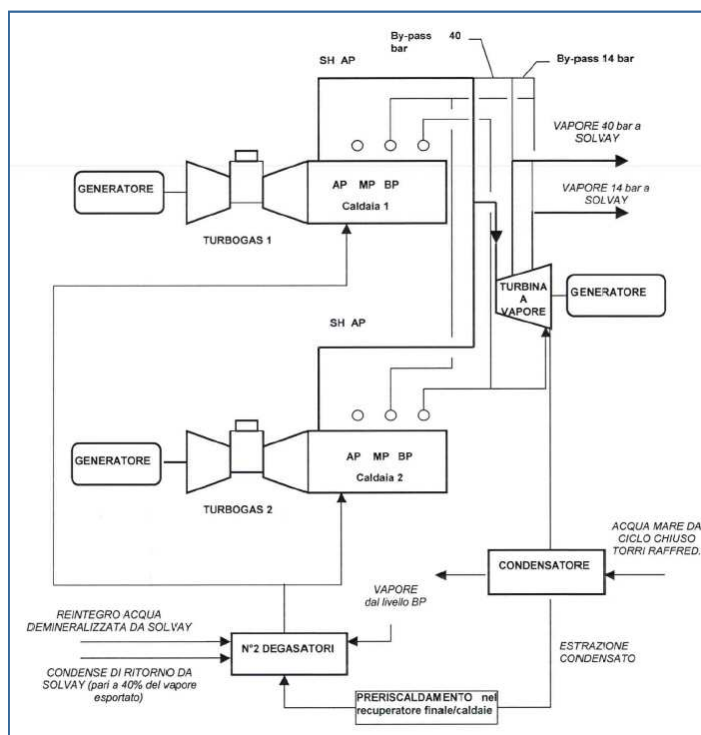 By-pass 40
bar
By-pass 14 bar
SH AP
VAPORE 40 bar a
SOLVAY
GENERATORE
AP MP BP
Caldaia 1
VAPORE 14 bar a
SOLVAY
TURBOGAS 1
TURBINA
A
VAPORE
GENERATORE
SH AP
GENERATORE
AP MP BP
Caldaia 2
TURBOGAS 2
ACQUA MARE DA
CICLO CHIUSO
TORRI RAFFRED.
CONDENSATORE
VAPORE
dal livello BP
REINTEGRO ACQUA
DEMINERALIZZATA DA SOLVAY
N°2 DEGASATORI
ESTRAZIONE
CONDENSATO
CONDENSE DI RITORNO DA
SOLVAY (pari a 40% del vapore
esportato)
PRERISCALDAMENTO nel
recuperatore finale/caldaie